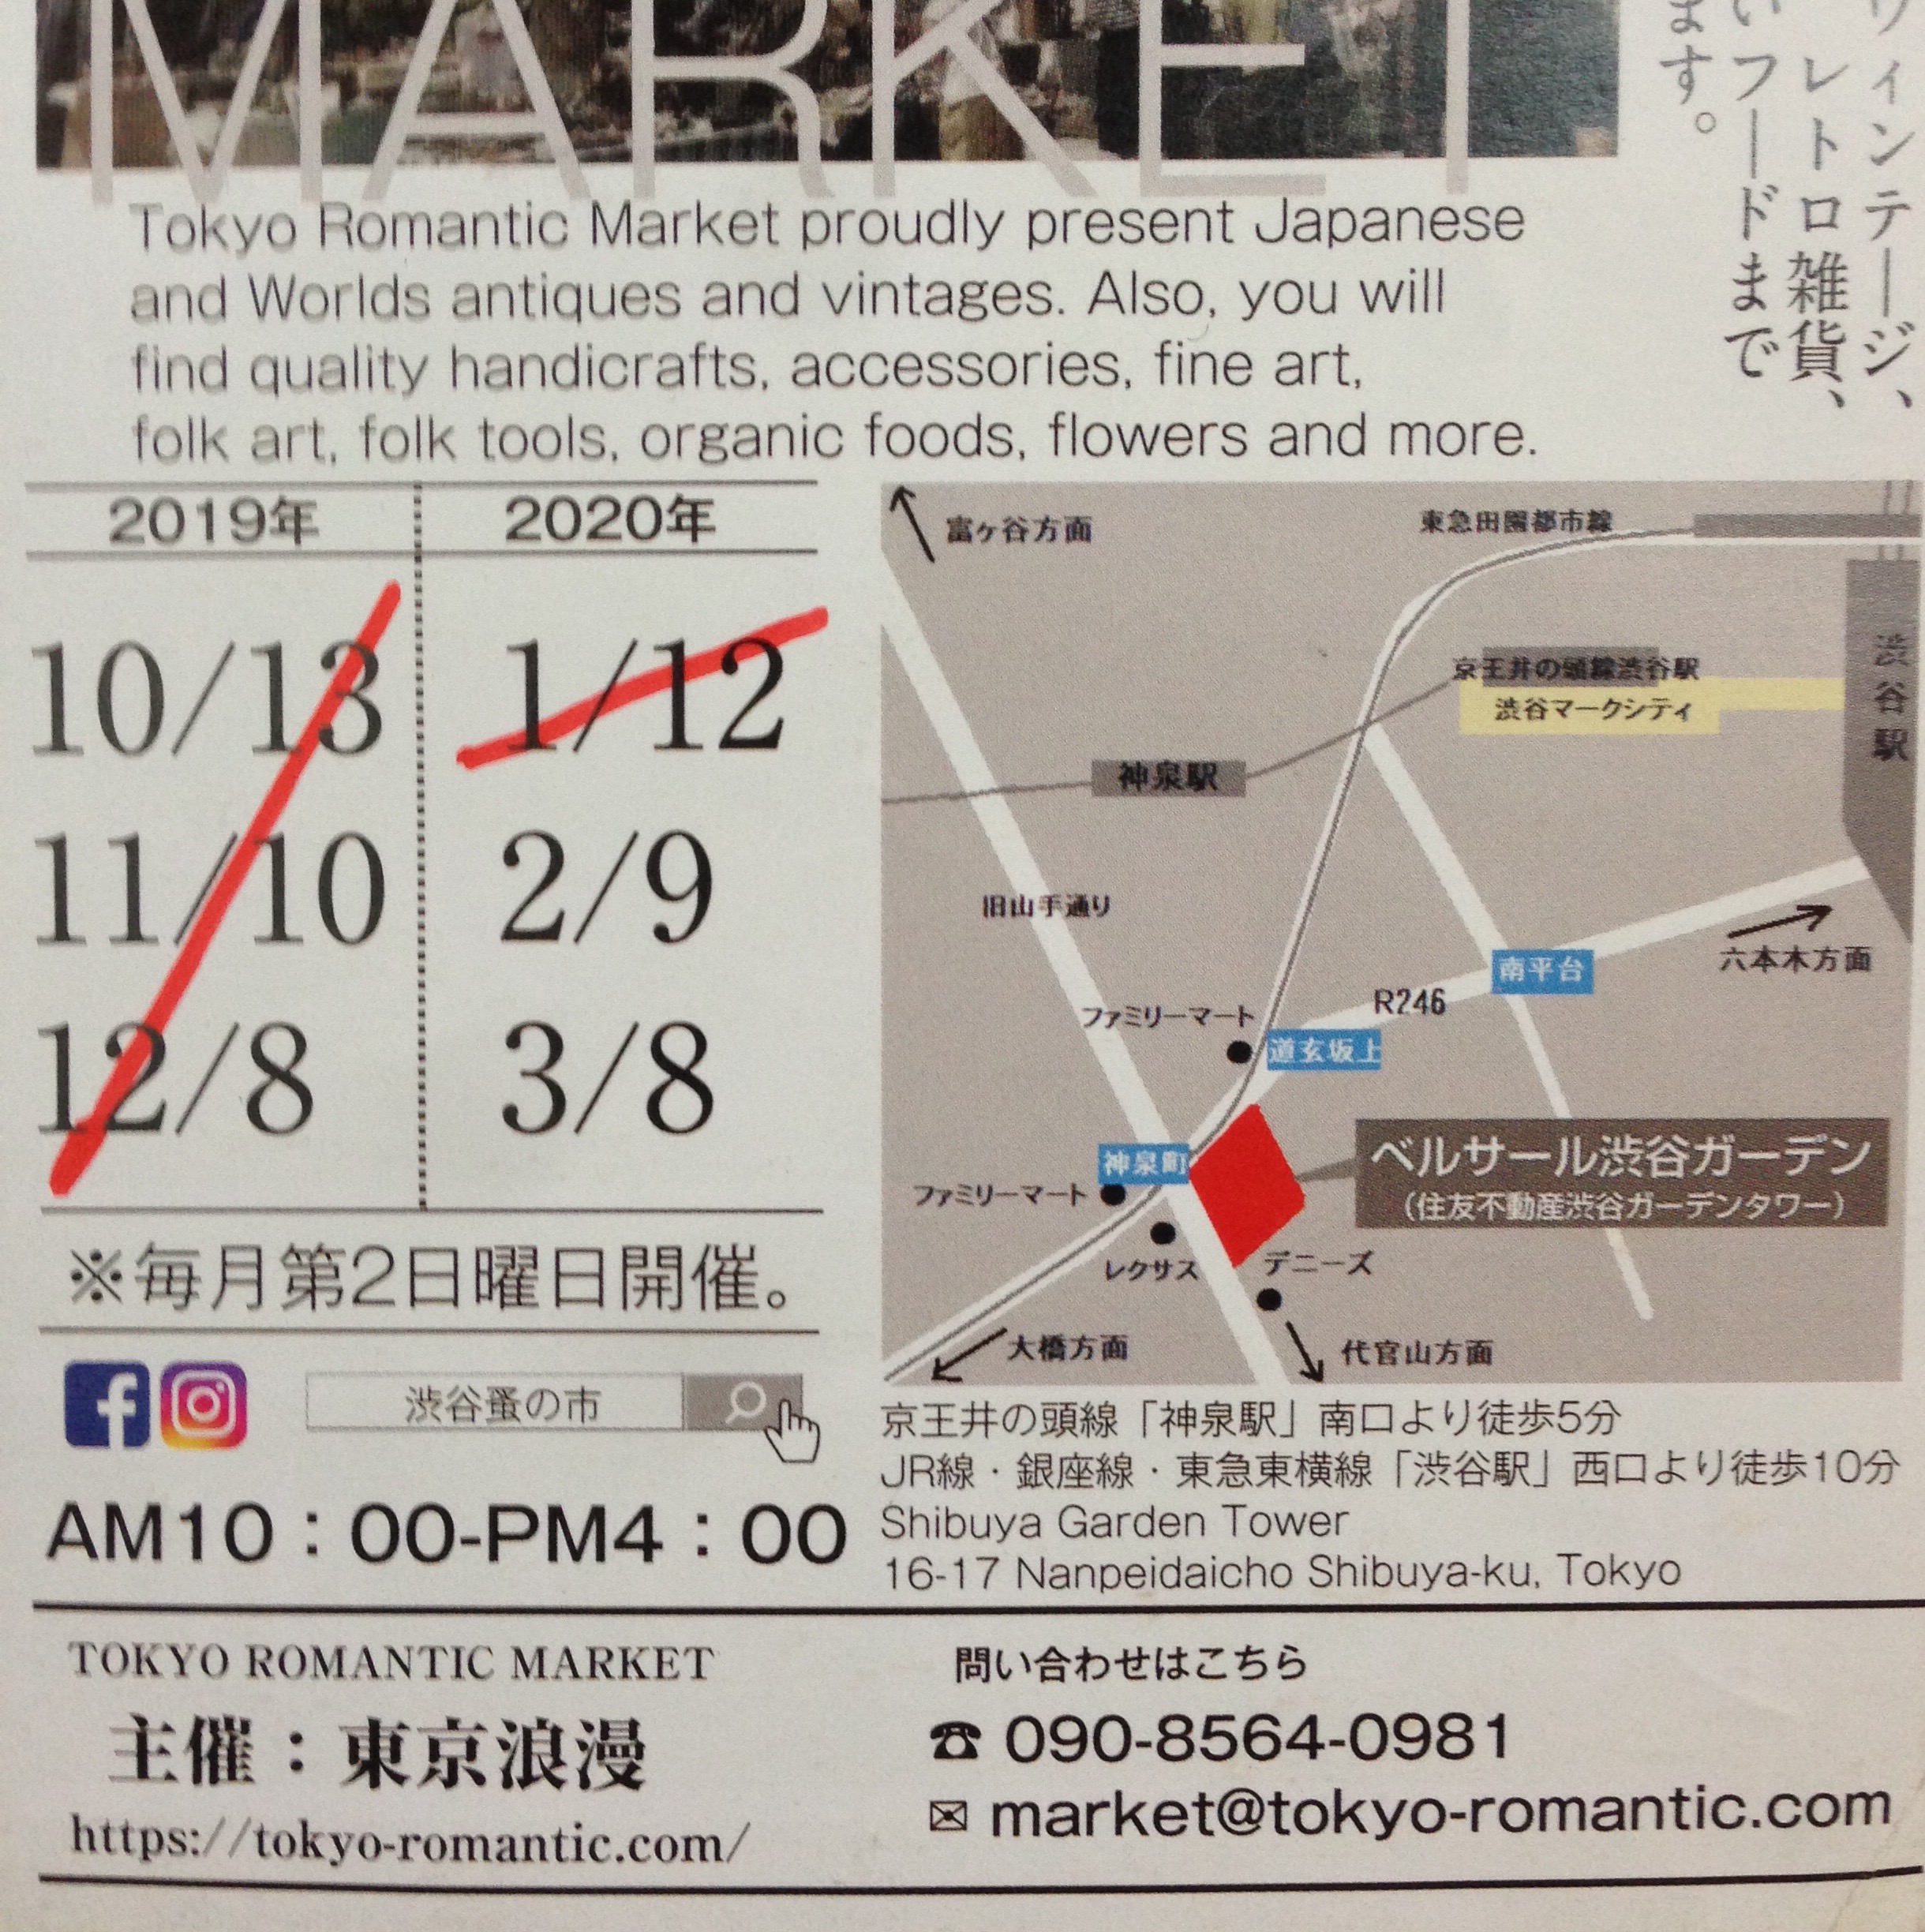 MARKET
ヴィンテージ、
レトロ雑貨、
いフードまで
ます。
Tokyo Romantic Market proudly present Japanese
and Worlds antiques and vintages. Also, you will
find quality handicrafts, accessories, fine art,
folk art, folk tools, organic foods, flowers and more.
2019年
10/13
11/10
12/8
2020年
1/12
2/9
3/8
※毎月第2日曜日開催。
渋谷蚤の市
AM10：00-PM4：00
富ヶ谷方面
東急田園都市線
京王井の頭線渋谷駅
渋谷マークシティ
渋谷駅
神泉駅
旧山手通り
六本木方面
南平台
R246
ファミリーマート
道玄坂上
ベルサール渋谷ガーデン
（住友不動産渋谷ガーデンタワー）
神泉町
ファミリーマート
レクサス
デニーズ
大橋方面
代官山方面
京王井の頭線「神泉駅」南口より徒歩5分
JR線・銀座線・東急東横線「渋谷駅」西口より徒歩10分
Shibuya Garden Tower
16-17 Nanpeidaicho Shibuya-ku, Tokyo
TOKYO ROMANTIC MARKET
主催：東京浪漫
https://tokyo-romantic.com/
問い合わせはこちら
☎ 090-8564-0981
✉ market@tokyo-romantic.com